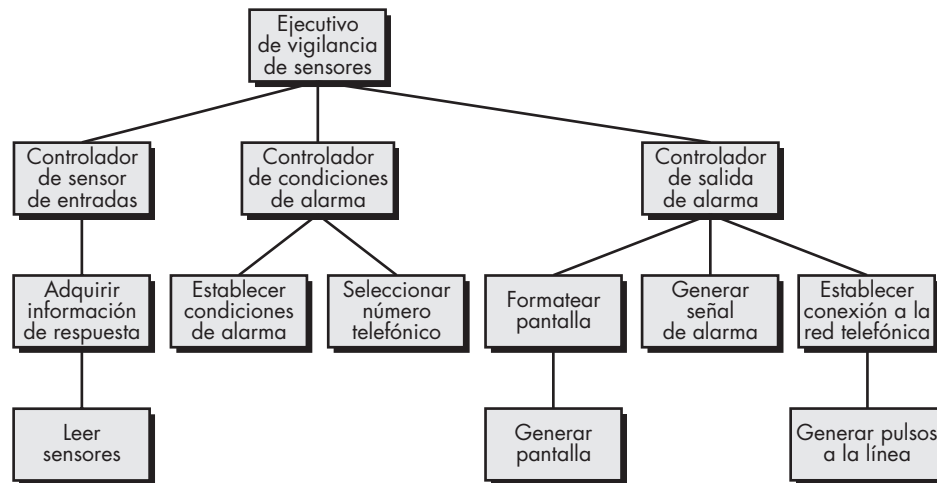 Ejecutivo
de vigilancia
de sensores
Controlador
de sensor
de entradas
Controlador
de condiciones
de alarma
Controlador
de salida
de alarma
Adquirir
información
de respuesta
Establecer
condiciones
de alarma
Seleccionar
número
telefónico
Formatear
pantalla
Generar
señal
de alarma
Establecer
conexión a la
red telefónica
Leer
sensores
Generar
pantalla
Generar pulsos
a la línea